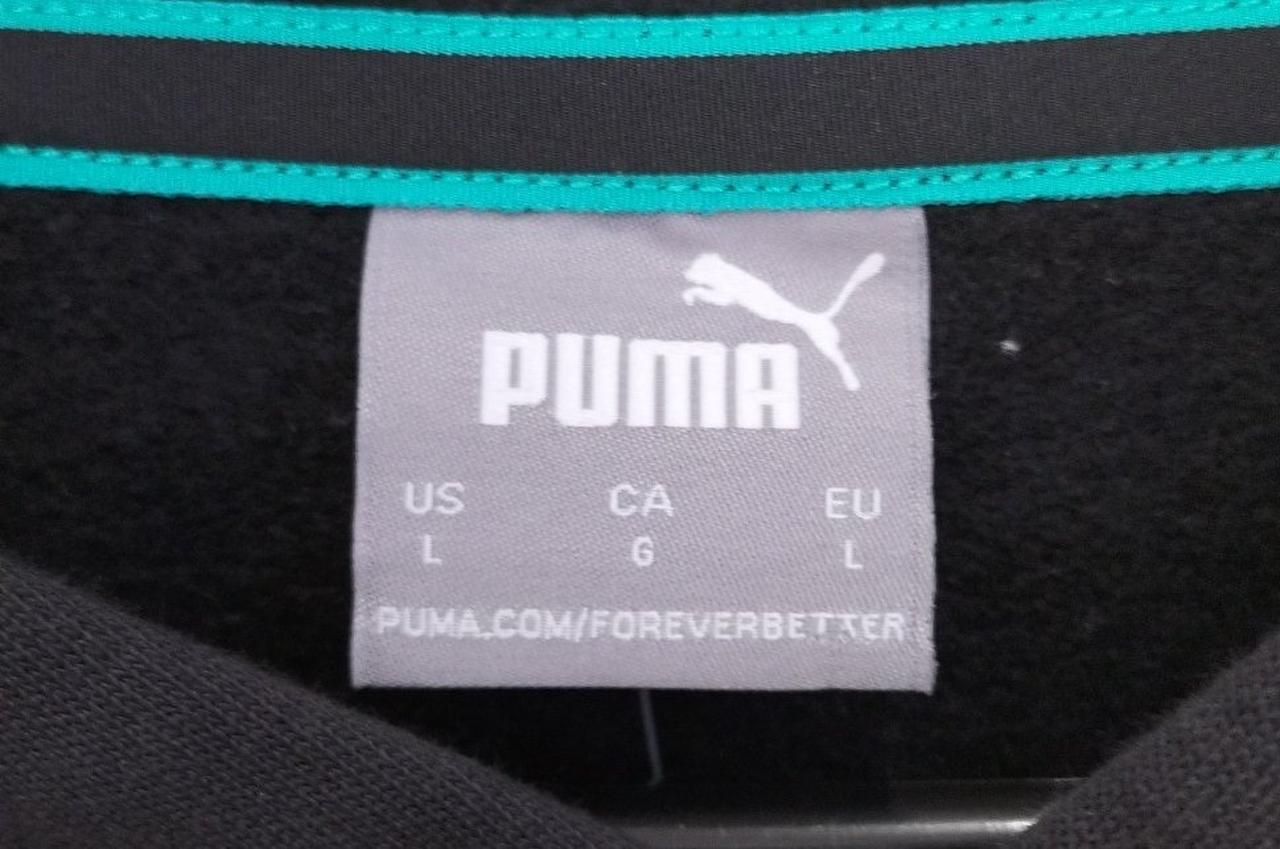 PUMA
US CA EU
L G L
PUMA.COM/FOREVERBETTER